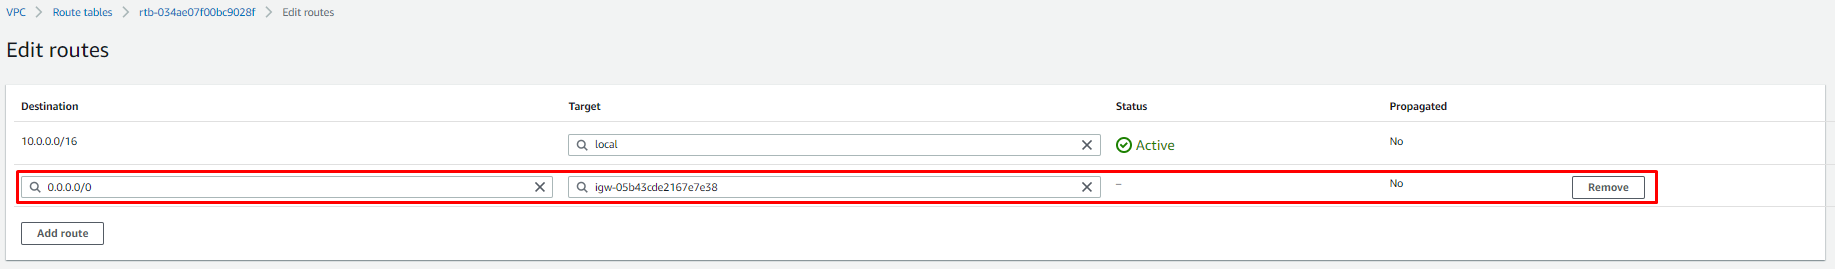 VPC > Route tables > rtb-034ae07f00bc9028f > Edit routes
Edit routes
Destination Target Status Propagated
10.0.0.0/16 local Active No
0.0.0.0/0 igw-05b43cde2167e7e38 – No Remove
Add route